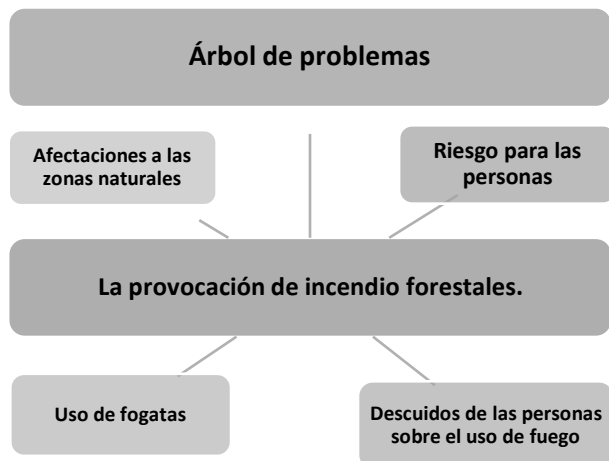 Árbol de problemas
Afectaciones a las
zonas naturales
Riesgo para las
personas
La provocación de incendio forestales.
Uso de fogatas
Descuidos de las personas
sobre el uso de fuego